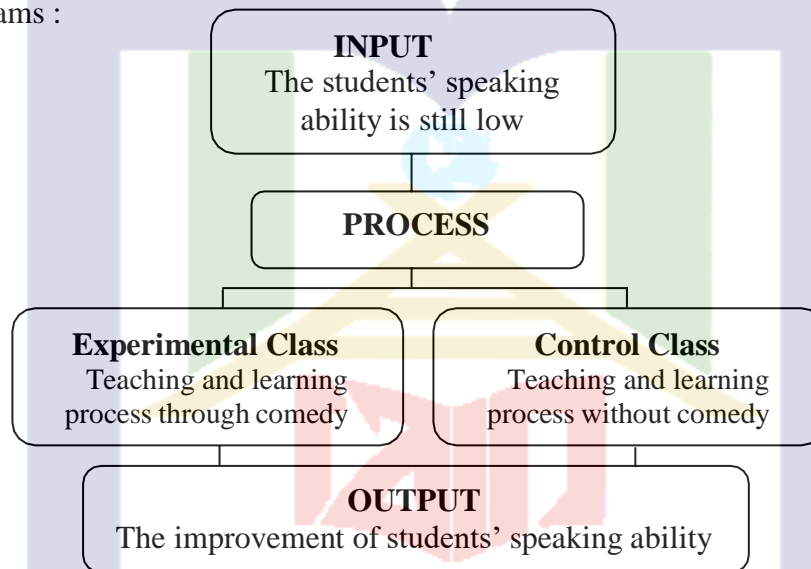 ams :
INPUT
The students’ speaking
ability is still low
PROCESS
Experimental Class
Teaching and learning
process through comedy
Control Class
Teaching and learning
process without comedy
OUTPUT
The improvement of students’ speaking ability